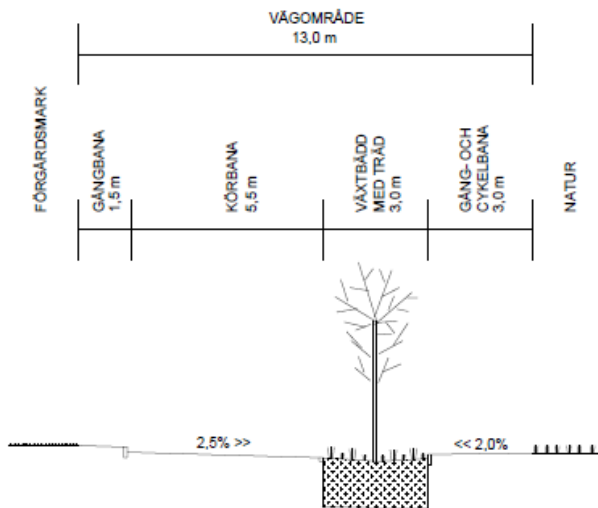 VÄGOMRÅDE
13,0 m
FÖRGÅRDSMARK
GÅNGBANA
1,5 m
KÖRBANA
5,5 m
VÄXTBÄDD
MED TRÄD
3,0 m
GÅNG- OCH
CYKELBANA
3,0 m
NATUR
2,5% >>
<< 2,0%